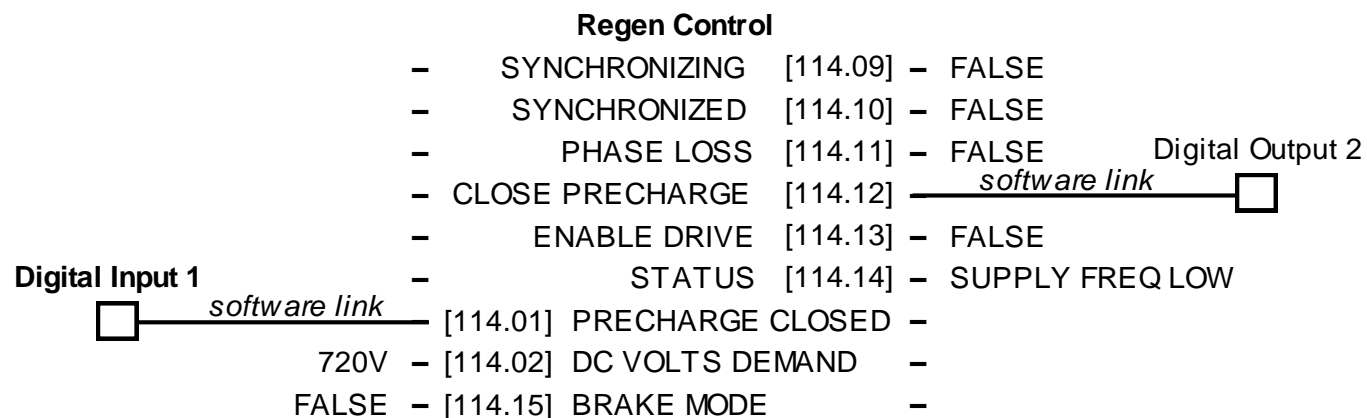 Regen Control
SYNCHRONIZING [114.09] – FALSE
SYNCHRONIZED [114.10] – FALSE
PHASE LOSS [114.11] – FALSE Digital Output 2
CLOSE PRECHARGE [114.12] software link
ENABLE DRIVE [114.13] – FALSE
Digital Input 1 STATUS [114.14] – SUPPLY FREQ LOW
software link [114.01] PRECHARGE CLOSED –
720V – [114.02] DC VOLTS DEMAND –
FALSE – [114.15] BRAKE MODE –